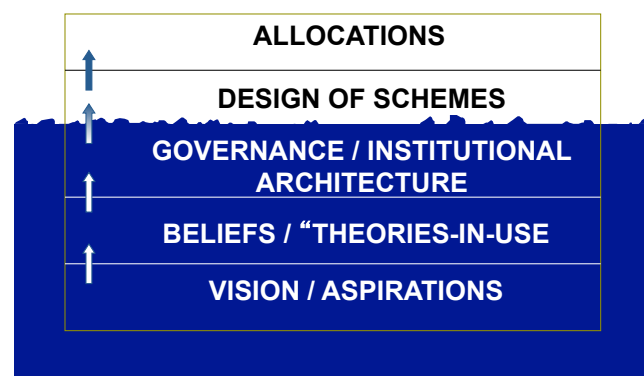 ALLOCATIONS
DESIGN OF SCHEMES
GOVERNANCE / INSTITUTIONAL
ARCHITECTURE
BELIEFS / “THEORIES-IN-USE
VISION / ASPIRATIONS